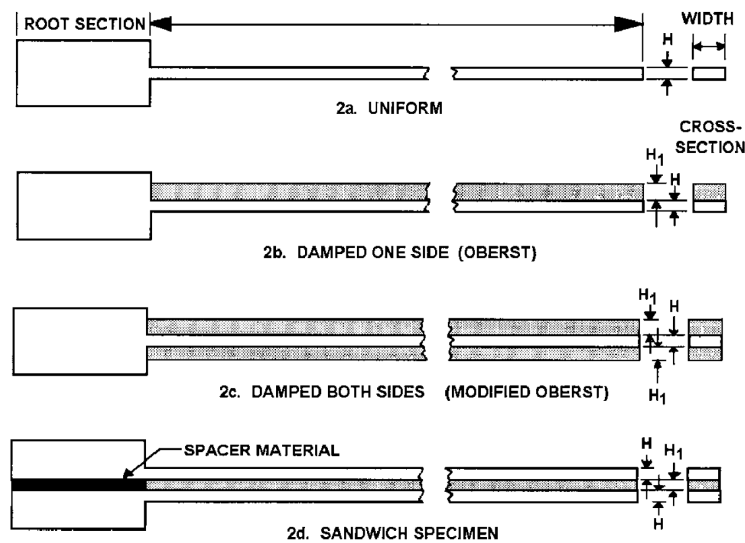 ROOT SECTION
H
WIDTH
2a. UNIFORM
CROSS-
SECTION
H1
H
2b. DAMPED ONE SIDE (OBERST)
H1
H
H1
2c. DAMPED BOTH SIDES (MODIFIED OBERST)
SPACER MATERIAL
H
H1
H
2d. SANDWICH SPECIMEN